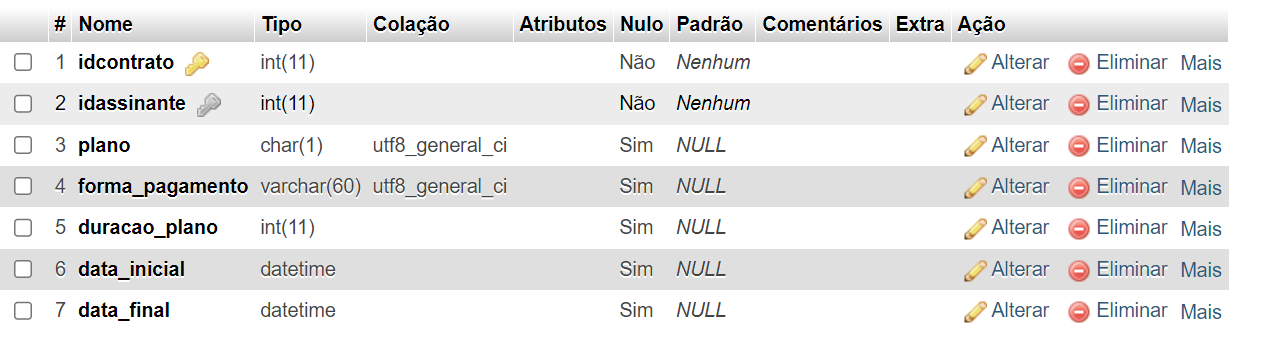 # Nome Tipo Colação Atributos Nulo Padrão Comentários Extra Ação
1 idcontrato int(11) Não Nenhum Alterar Eliminar Mais
2 idassinante int(11) Não Nenhum Alterar Eliminar Mais
3 plano char(1) utf8_general_ci Sim NULL Alterar Eliminar Mais
4 forma_pagamento varchar(60) utf8_general_ci Sim NULL Alterar Eliminar Mais
5 duracao_plano int(11) Sim NULL Alterar Eliminar Mais
6 data_inicial datetime Sim NULL Alterar Eliminar Mais
7 data_final datetime Sim NULL Alterar Eliminar Mais